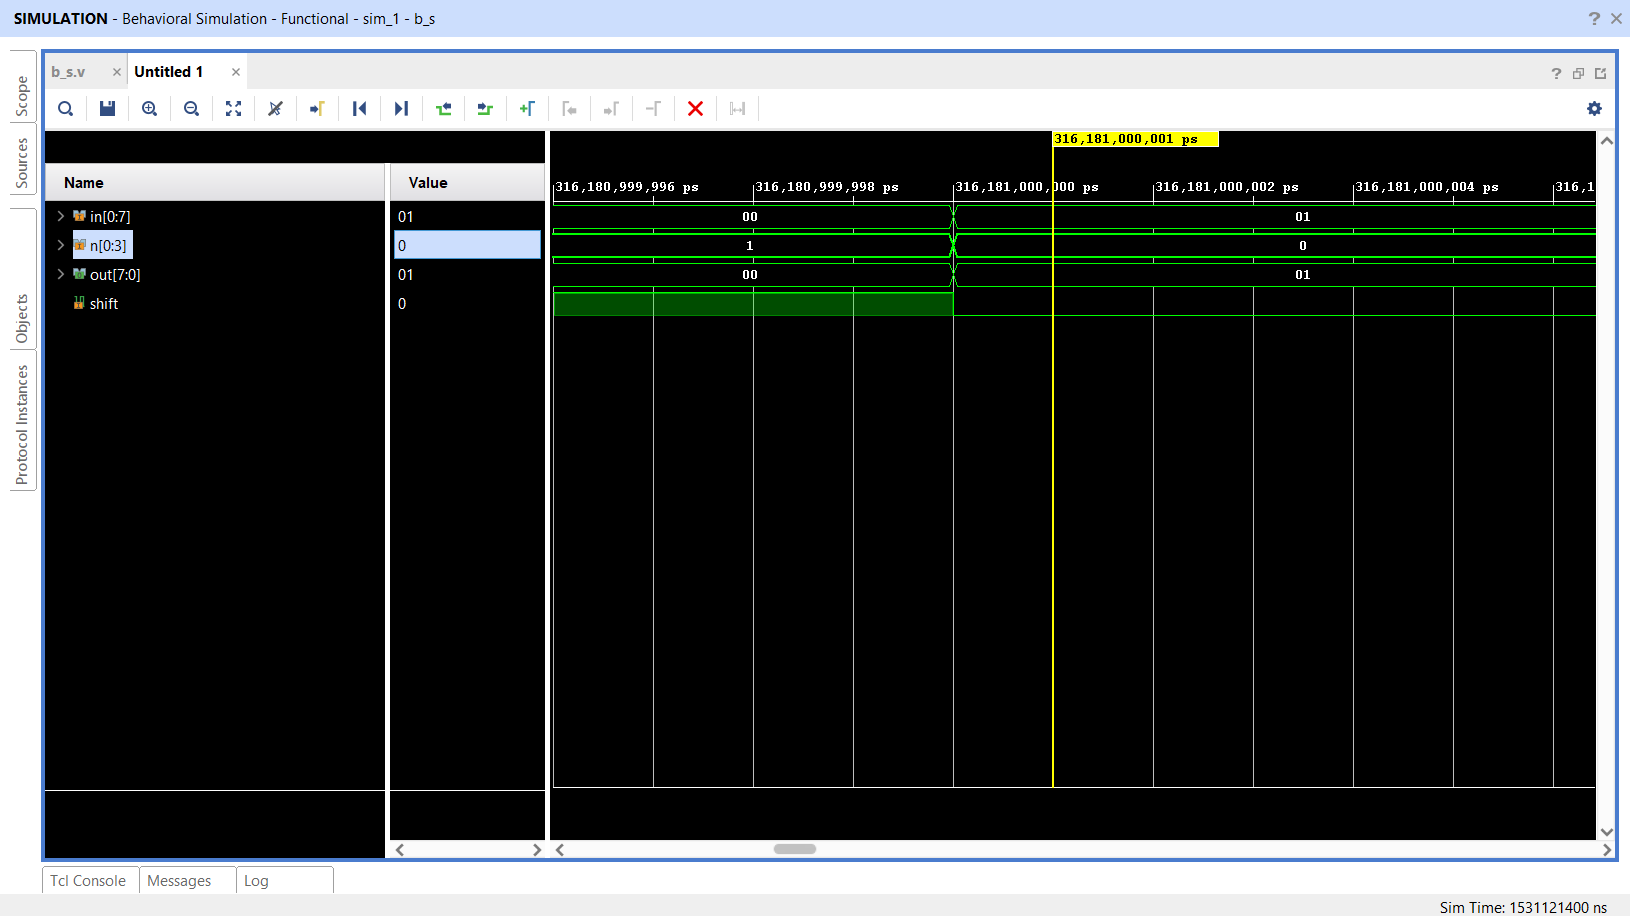 SIMULATION - Behavioral Simulation - Functional - sim_1 - b_s
Scope
Sources
Objects
Protocol Instances
b_s.v
Untitled 1
316,181,000,001 ps
Name
Value
316,180,999,996 ps
316,180,999,998 ps
316,181,000,000 ps
316,181,000,002 ps
316,181,000,004 ps
316,1
in[0:7]
01
00
01
n[0:3]
0
1
0
out[7:0]
01
00
01
shift
0
Tcl Console
Messages
Log
Sim Time: 1531121400 ns